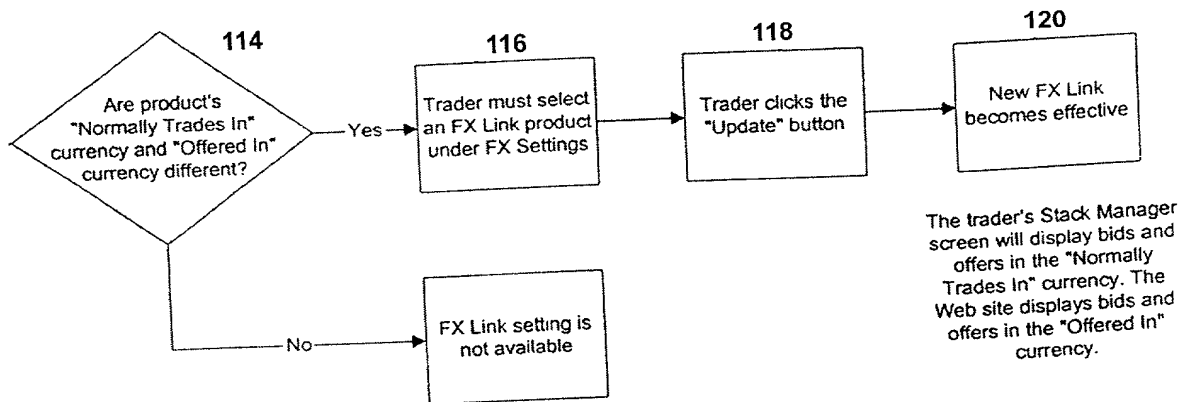 114
Are product's
"Normally Trades In"
currency and "Offered In"
currency different?
Yes
116
Trader must select
an FX Link product
under FX Settings
118
Trader clicks the
"Update" button
120
New FX Link
becomes effective
The trader's Stack Manager
screen will display bids and
offers in the "Normally
Trades In" currency. The
Web site displays bids and
offers in the "Offered In"
currency.
No
FX Link setting is
not available